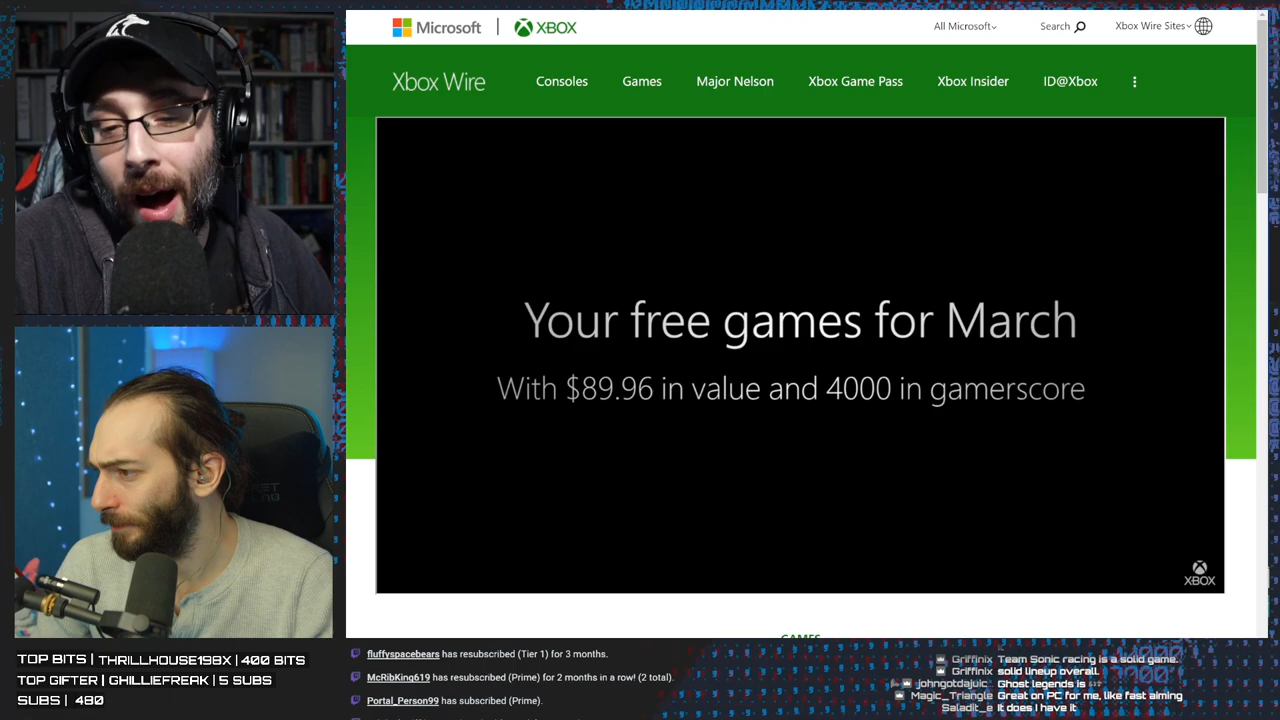 Microsoft | XBOX
All Microsoft
Search
Xbox Wire Sites
Xbox Wire
Consoles
Games
Major Nelson
Xbox Game Pass
Xbox Insider
ID@Xbox
Your free games for March
With $89.96 in value and 4000 in gamerscore
XBOX
GAMES
TOP BITS | THRILLHOUSE198X | 400 BITS
TOP GIFTER | GHILLIEFREAK | 5 SUBS
SUBS | 480
fluffyspacebears has resubscribed (Tier 1) for 3 months.
McRibKing619 has resubscribed (Prime) for 2 months in a row! (2 total).
Portal_Person99 has subscribed (Prime).
Griffinix Team Sonic racing is a solid game.
Griffinix solid lineup overall.
johngotdajuic Ghost legends is
Magic_Triangle Great on PC for me, like fast aiming
Saladit_e It does I have it